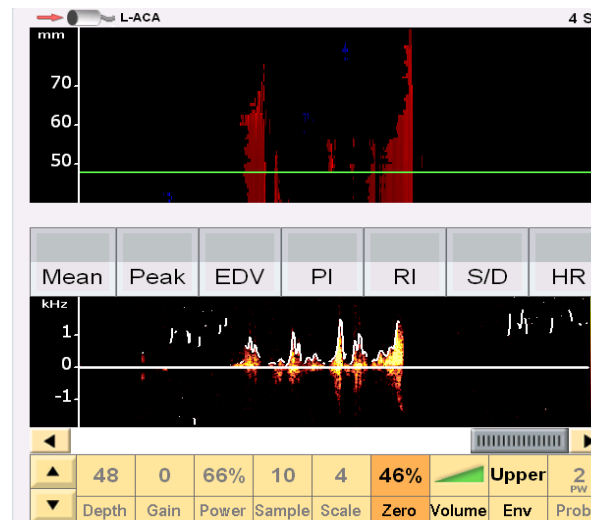 L-ACA 4 S
mm
70
60
50
Mean Peak EDV PI RI S/D HR
kHz
1
0
-1
48 0 66% 10 4 46% Upper 2
PW
Depth Gain Power Sample Scale Zero Volume Env Prob